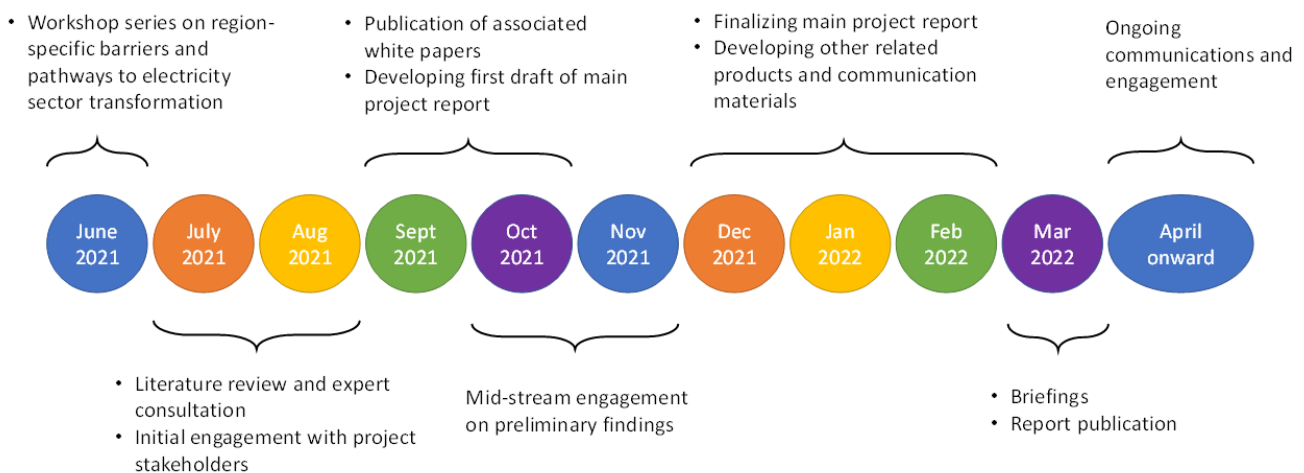 • Workshop series on region-
specific barriers and
pathways to electricity
sector transformation
• Publication of associated
white papers
• Developing first draft of main
project report
• Finalizing main project report
• Developing other related
products and communication
materials
Ongoing
communications and
engagement
June
2021
July
2021
Aug
2021
Sept
2021
Oct
2021
Nov
2021
Dec
2021
Jan
2022
Feb
2022
Mar
2022
April
onward
• Literature review and expert
consultation
• Initial engagement with project
stakeholders
Mid-stream engagement
on preliminary findings
• Briefings
• Report publication